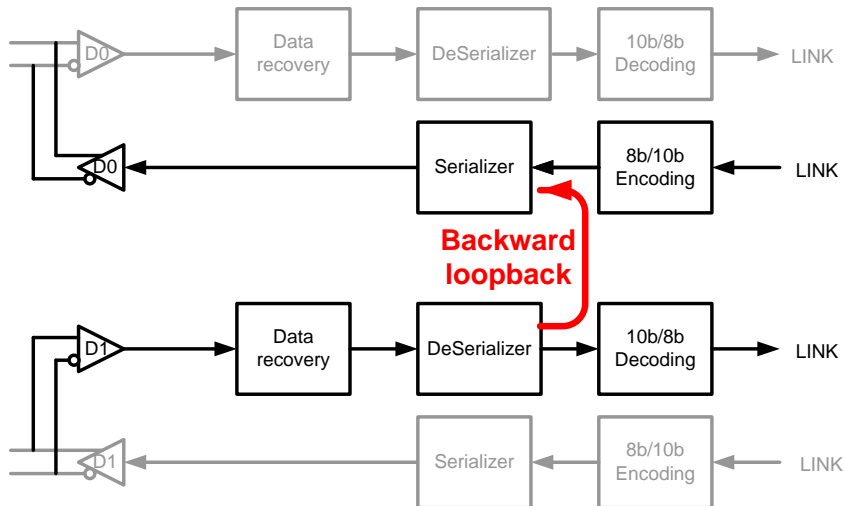 D0
Data
recovery
DeSerializer
10b/8b
Decoding
LINK
D0
Serializer
8b/10b
Encoding
LINK
Backward
loopback
D1
Data
recovery
DeSerializer
10b/8b
Decoding
LINK
D1
Serializer
8b/10b
Encoding
LINK